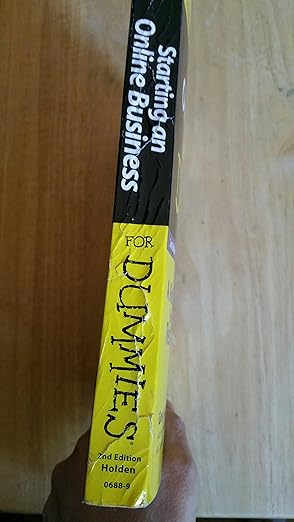 Starting an
Online Business
FOR
DUMMIES®
2nd Edition
Holden
0688-9